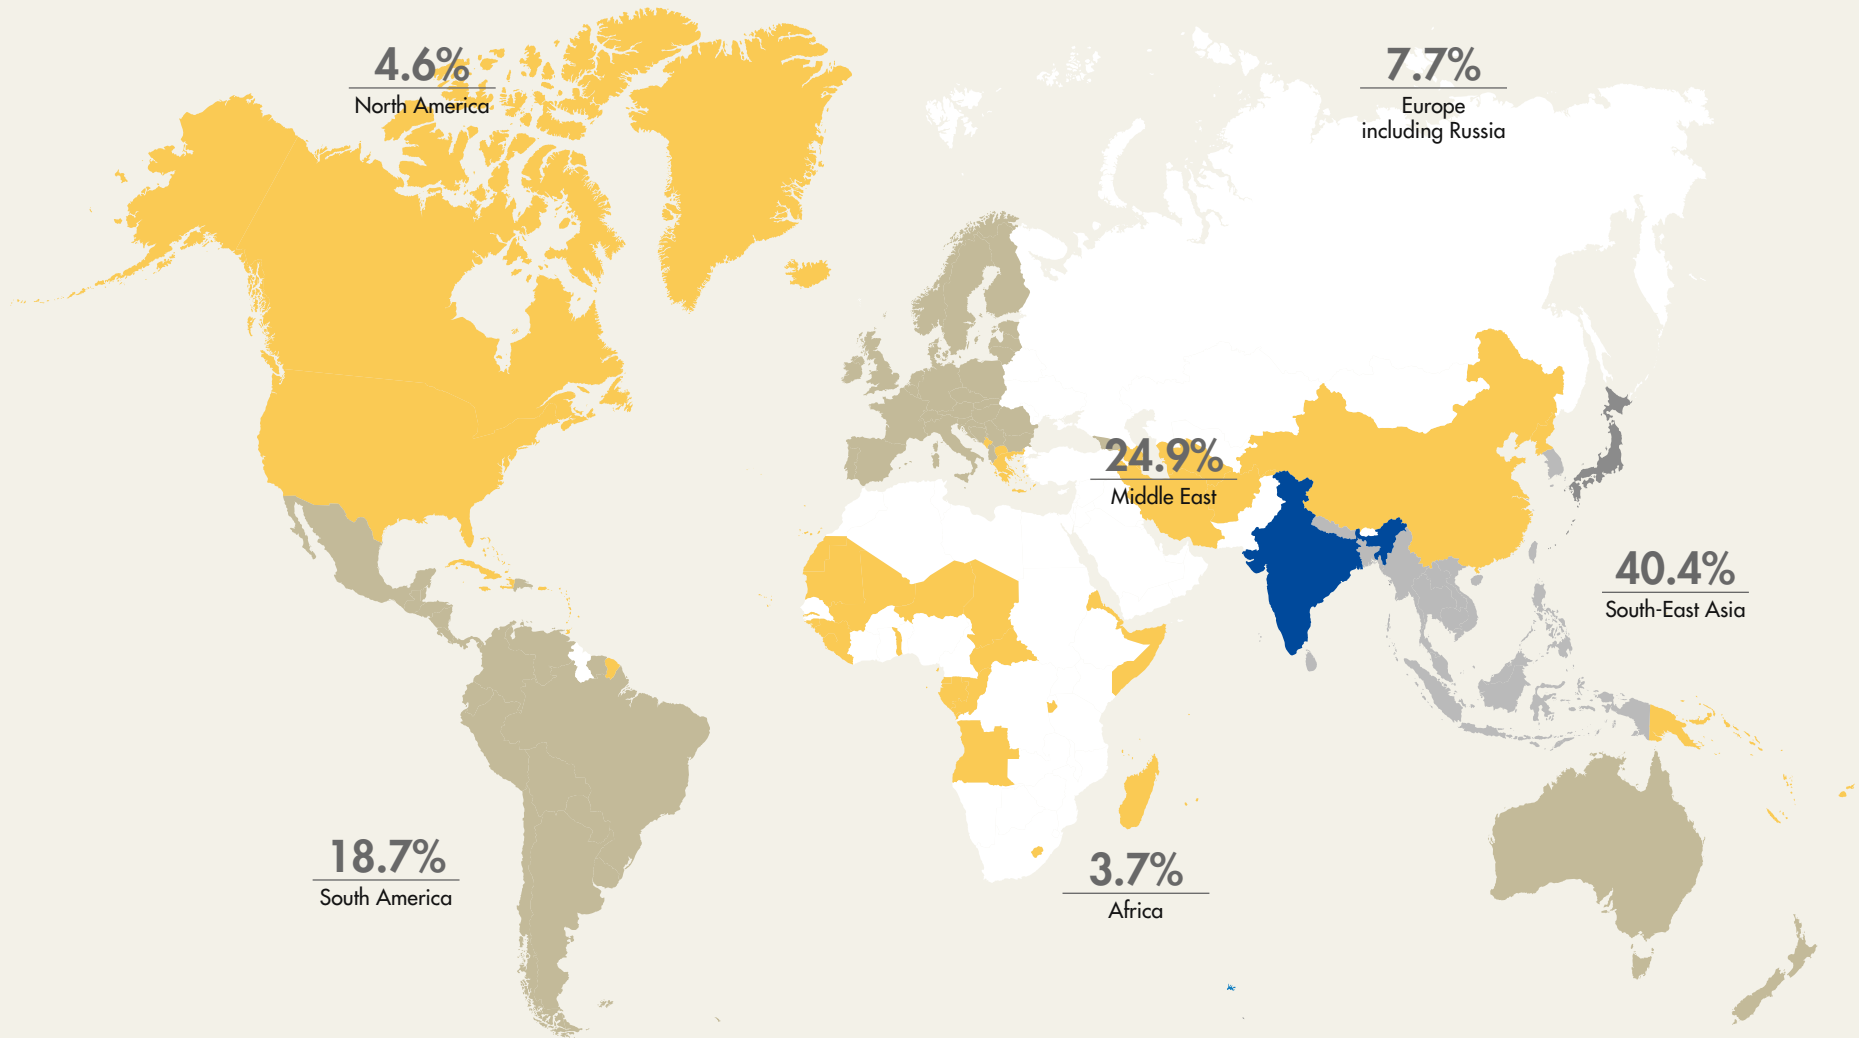 4.6%
North America
7.7%
Europe
including Russia
24.9%
Middle East
40.4%
South-East Asia
18.7%
South America
3.7%
Africa